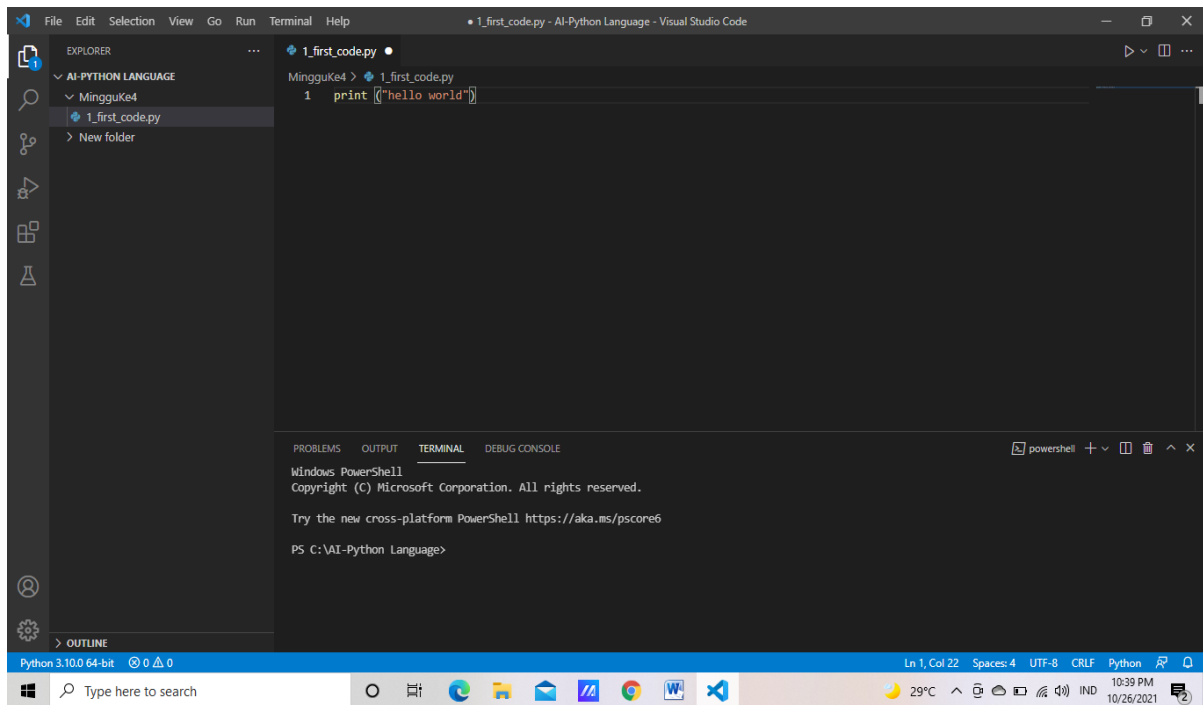 File Edit Selection View Go Run Terminal Help
● 1_first_code.py - AI-Python Language - Visual Studio Code
EXPLORER
AI-PYTHON LANGUAGE
MingguKe4
1_first_code.py
New folder
OUTLINE
1_first_code.py ●
MingguKe4 > 1_first_code.py
1 print ("hello world")
PROBLEMS OUTPUT TERMINAL DEBUG CONSOLE
powershell
Windows PowerShell
Copyright (C) Microsoft Corporation. All rights reserved.
Try the new cross-platform PowerShell https://aka.ms/pscore6
PS C:\AI-Python Language>
1
Python 3.10.0 64-bit 0 0
Ln 1, Col 22 Spaces: 4 UTF-8 CRLF Python
Type here to search
W
29°C
IND
10:39 PM
10/26/2021
2